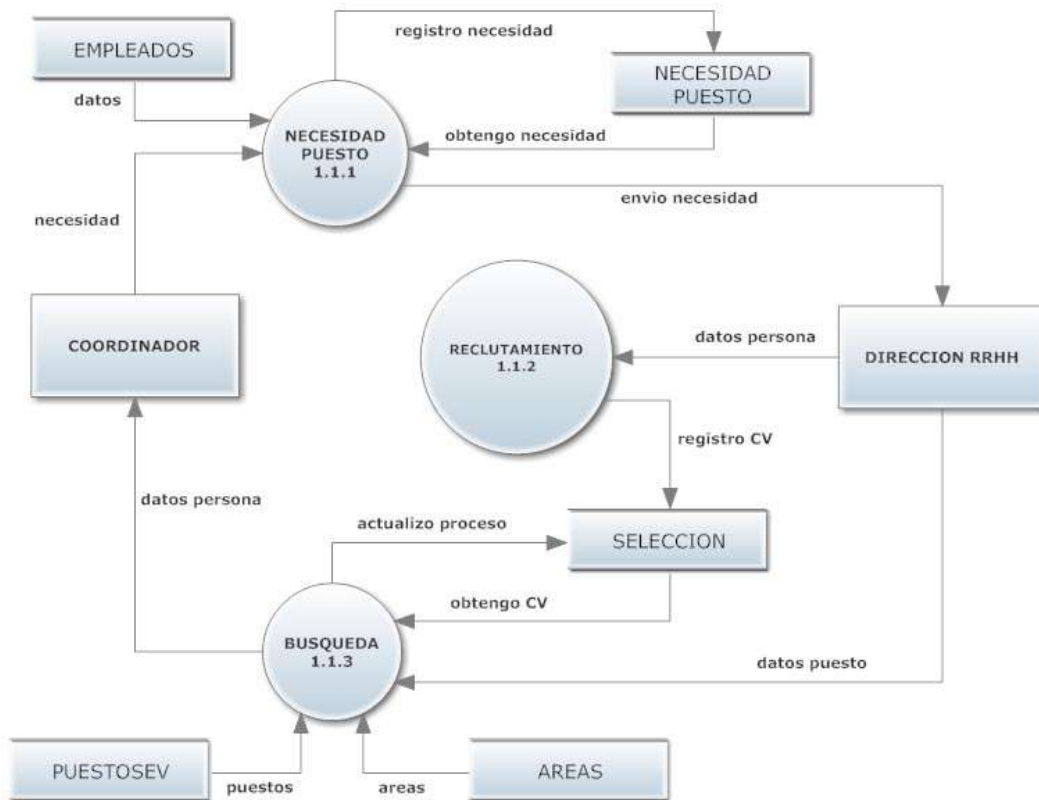 registro necesidad
EMPLEADOS
NECESIDAD
PUESTO
datos
NECESIDAD
PUESTO
1.1.1
obtengo necesidad
envio necesidad
necesidad
COORDINADOR
RECLUTAMIENTO
1.1.2
datos persona
DIRECCION RRHH
registro CV
datos persona
actualizo proceso
SELECCION
obtengo CV
BUSQUEDA
1.1.3
datos puesto
PUESTOSEV
puestos
areas
AREAS